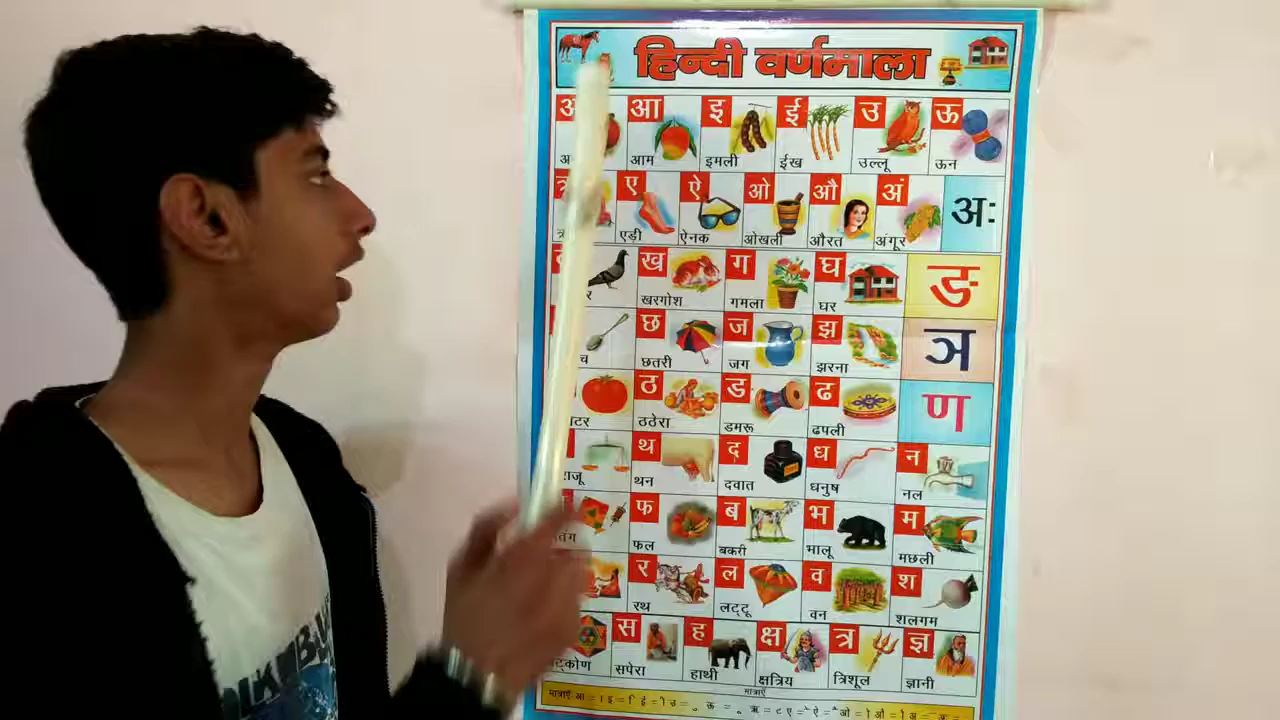 हिन्दी वर्णमाला
आ इ ई उ ऊ
आम इमली ईख उल्लू ऊन
ए ऐ ओ औ अं अः
एड़ी ऐनक ओखली औरत अंगूर
ख ग घ ङ
खरगोश गमला घर
छ ज झ ञ
छतरी जग झरना
ठ ड ढ ण
ठठेरा डमरू ढपली
थ द ध न
थन दवात धनुष नल
फ ब भ म
फल बकरी भालू मछली
र ल व श
रथ लट्टू वन शलगम
स ह क्ष त्र ज्ञ
सपेरा हाथी क्षत्रिय त्रिशूल ज्ञानी
मात्राएँ